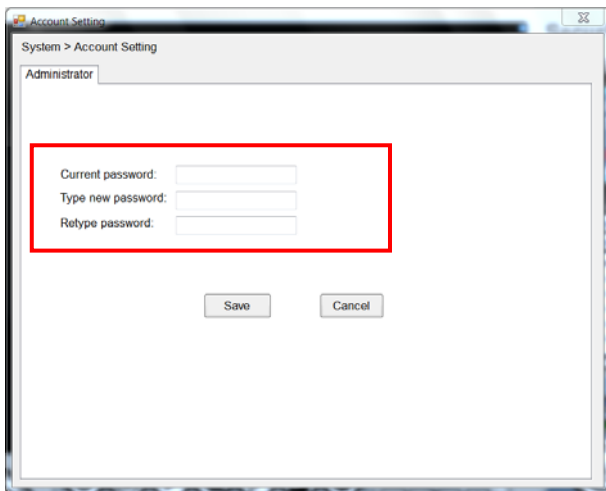 Account Setting
System > Account Setting
Administrator
Current password:
Type new password:
Retype password:
Save Cancel